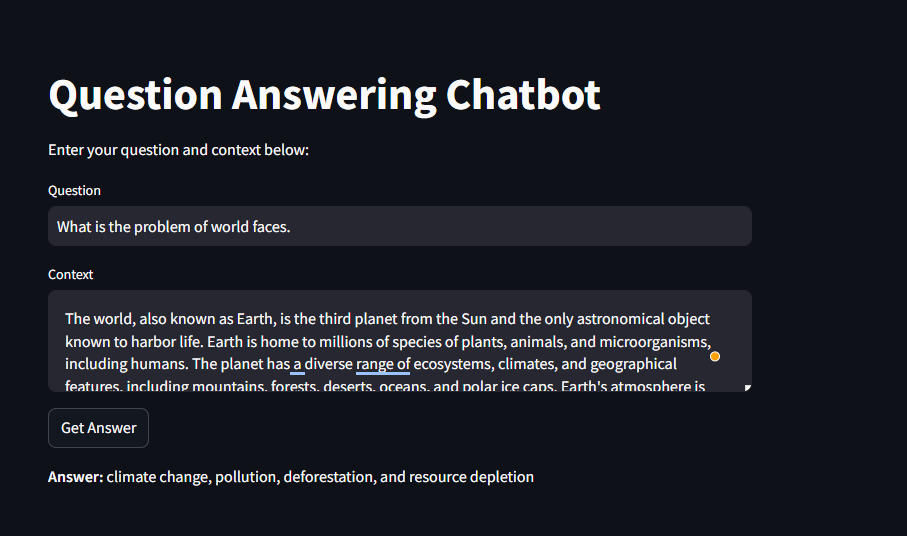 Question Answering Chatbot
Enter your question and context below:
Question
What is the problem of world faces.
Context
The world, also known as Earth, is the third planet from the Sun and the only astronomical object
known to harbor life. Earth is home to millions of species of plants, animals, and microorganisms,
including humans. The planet has a diverse range of ecosystems, climates, and geographical
features, including mountains, forests, deserts, oceans, and polar ice caps. Earth's atmosphere is
Get Answer
Answer: climate change, pollution, deforestation, and resource depletion